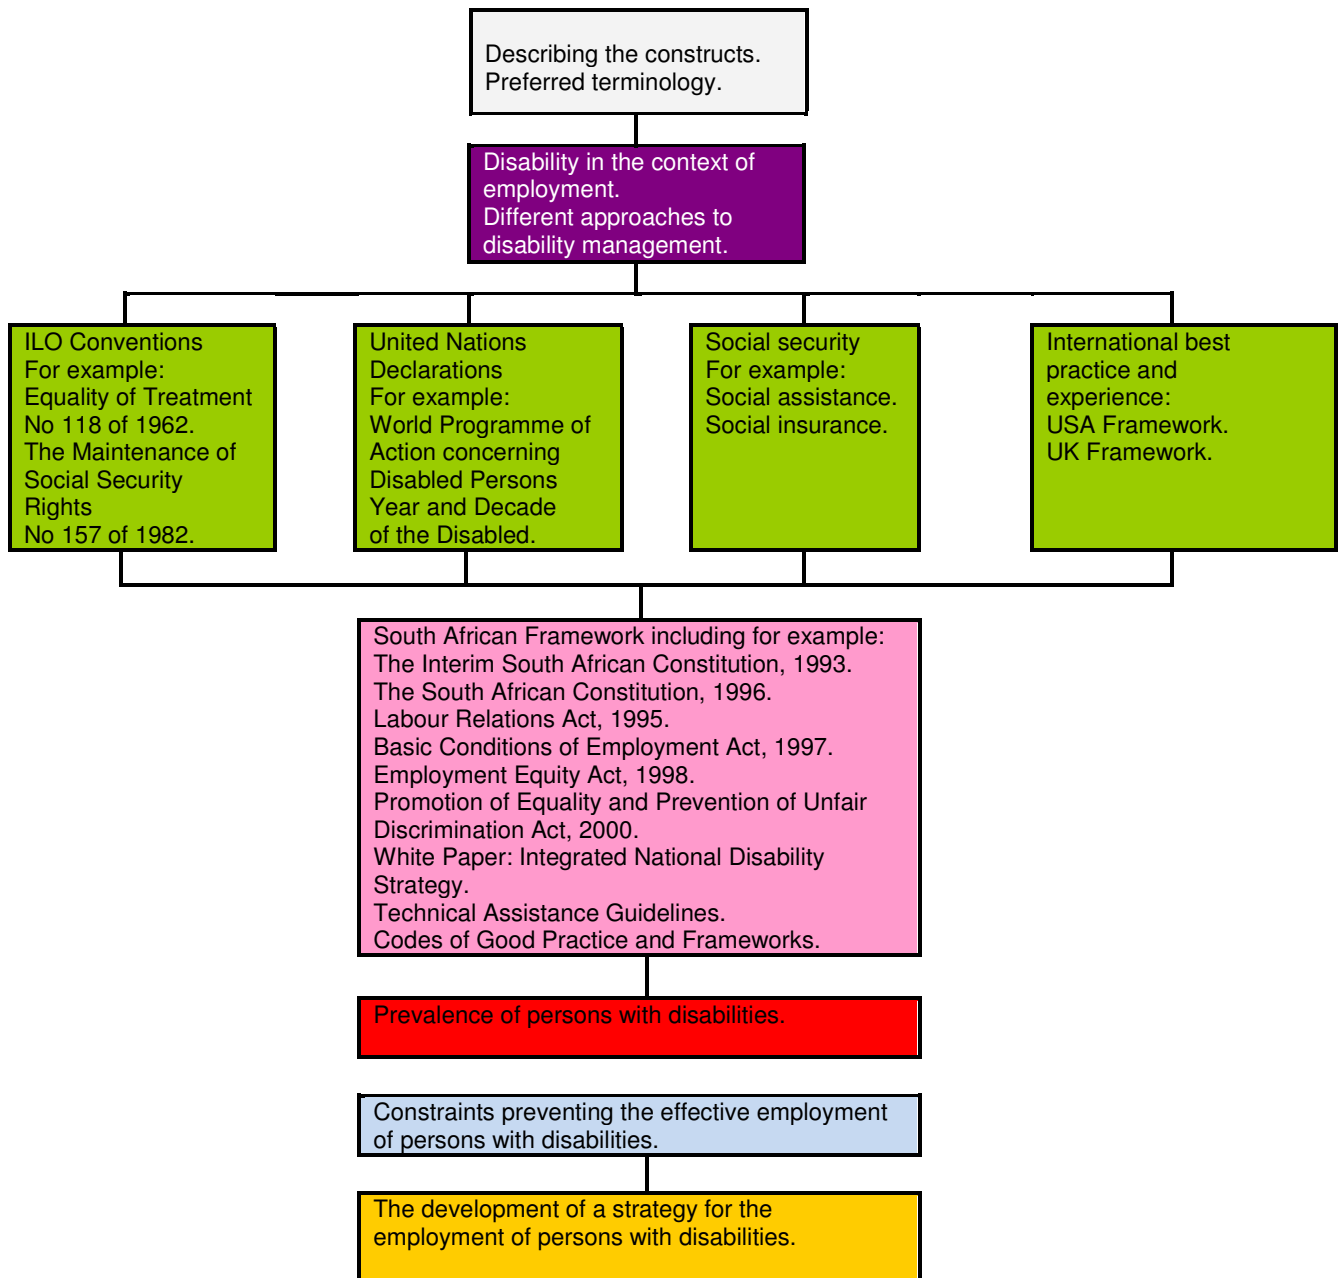 Describing the constructs.
Preferred terminology.
Disability in the context of
employment.
Different approaches to
disability management.
ILO Conventions
For example:
Equality of Treatment
No 118 of 1962.
The Maintenance of
Social Security
Rights
No 157 of 1982.
United Nations
Declarations
For example:
World Programme of
Action concerning
Disabled Persons
Year and Decade
of the Disabled.
Social security
For example:
Social assistance.
Social insurance.
International best
practice and
experience:
USA Framework.
UK Framework.
South African Framework including for example:
The Interim South African Constitution, 1993.
The South African Constitution, 1996.
Labour Relations Act, 1995.
Basic Conditions of Employment Act, 1997.
Employment Equity Act, 1998.
Promotion of Equality and Prevention of Unfair
Discrimination Act, 2000.
White Paper: Integrated National Disability
Strategy.
Technical Assistance Guidelines.
Codes of Good Practice and Frameworks.
Prevalence of persons with disabilities.
Constraints preventing the effective employment
of persons with disabilities.
The development of a strategy for the
employment of persons with disabilities.